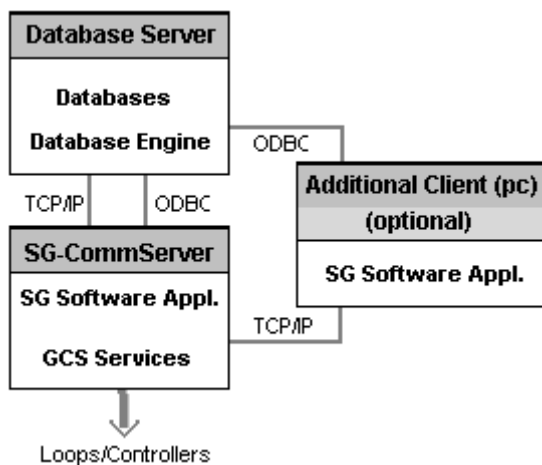 Database Server
Databases
Database Engine
ODBC
TCP/IP
ODBC
Additional Client (pc)
(optional)
SG Software Appl.
SG-CommServer
SG Software Appl.
GCS Services
TCP/IP
Loops/Controllers